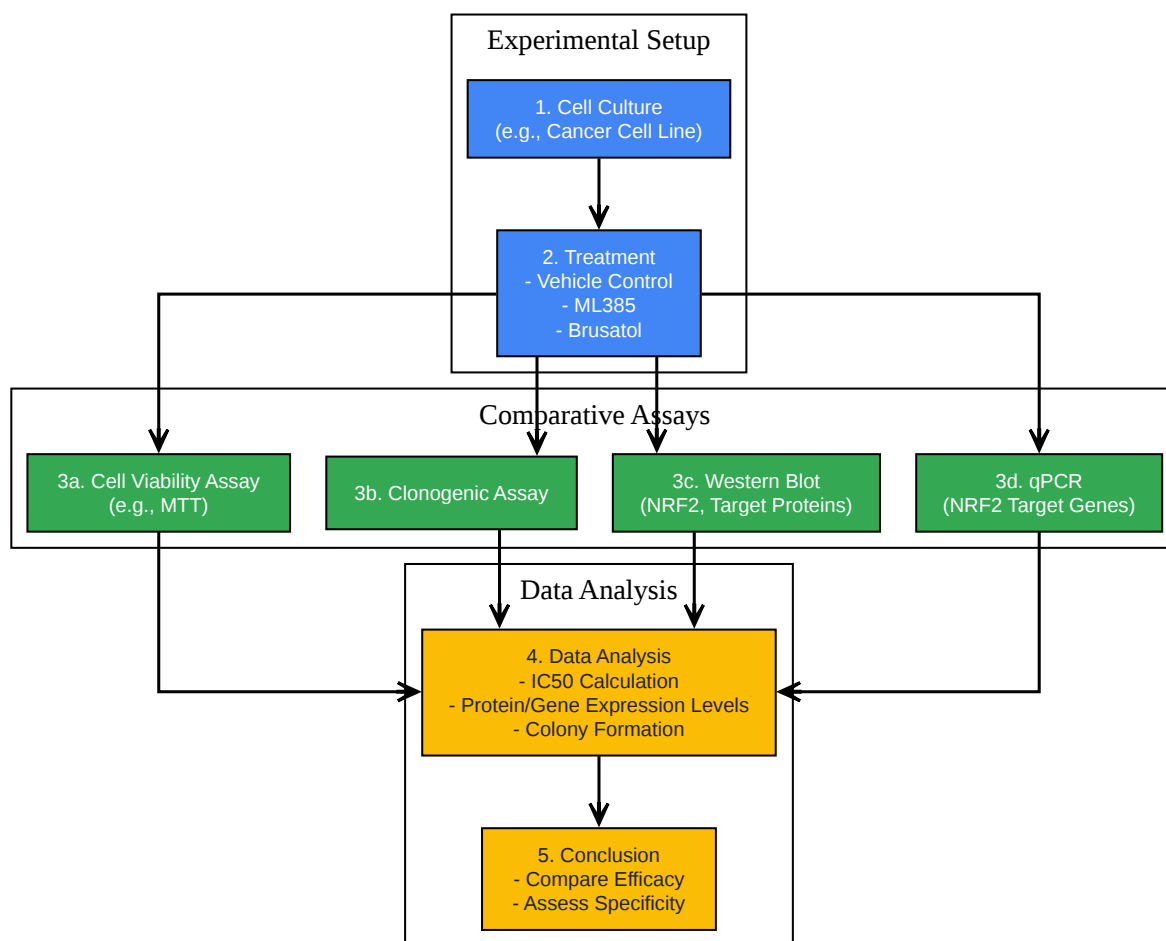 Experimental Setup
1. Cell Culture
(e.g., Cancer Cell Line)
2. Treatment
- Vehicle Control
- ML385
- Brusatol
Comparative Assays
3a. Cell Viability Assay
(e.g., MTT)
3b. Clonogenic Assay
3c. Western Blot
(NRF2, Target Proteins)
3d. qPCR
(NRF2 Target Genes)
Data Analysis
4. Data Analysis
- IC50 Calculation
- Protein/Gene Expression Levels
- Colony Formation
5. Conclusion
- Compare Efficacy
- Assess Specificity